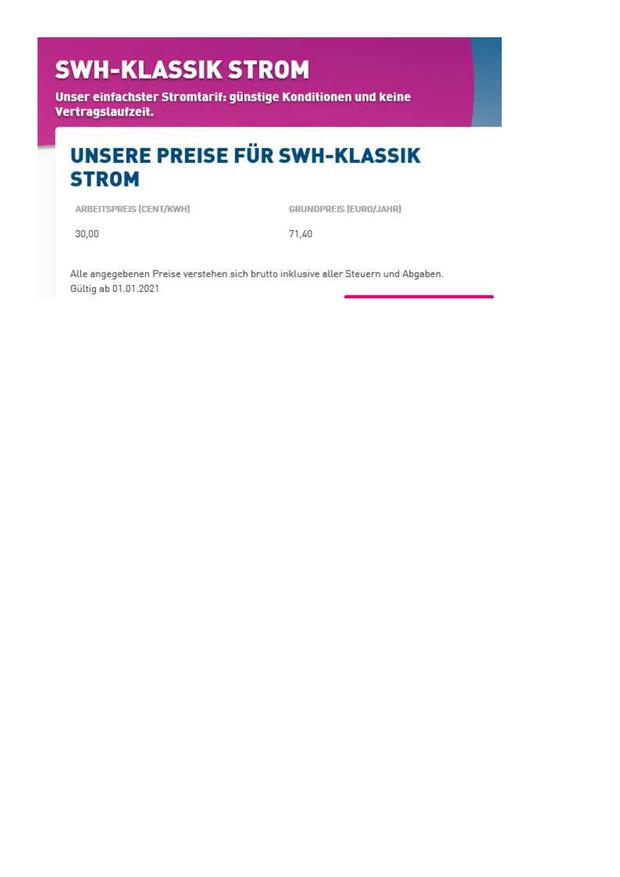 SWH-KLASSIK STROM
Unser einfachster Stromtarif: günstige Konditionen und keine
Vertragslaufzeit.
UNSERE PREISE FÜR SWH-KLASSIK
STROM
ARBEITSPREIS (CENT/KWH) GRUNDPREIS (EURO/JAHR)
30,00 71,40
Alle angegebenen Preise verstehen sich brutto inklusive aller Steuern und Abgaben.
Gültig ab 01.01.2021